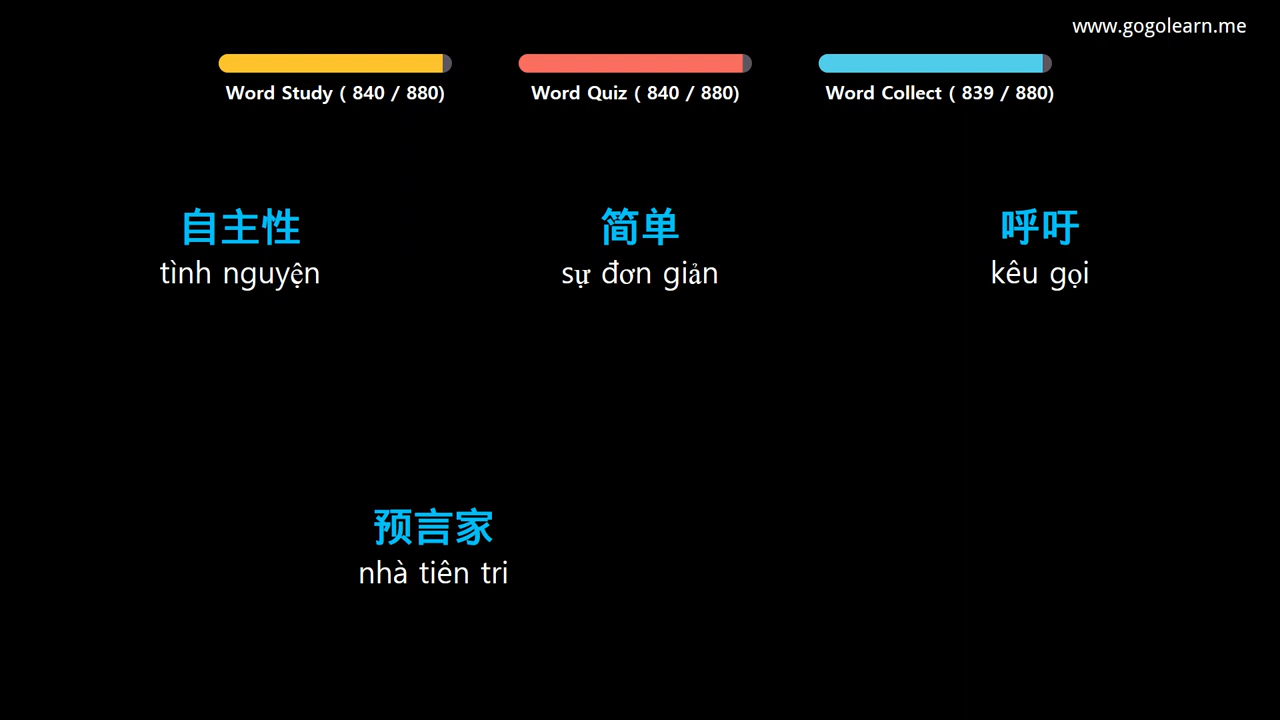 www.gogolearn.me
Word Study ( 840 / 880)
Word Quiz ( 840 / 880)
Word Collect ( 839 / 880)
自主性
tình nguyện
简单
sự đơn giản
呼吁
kêu gọi
预言家
nhà tiên tri